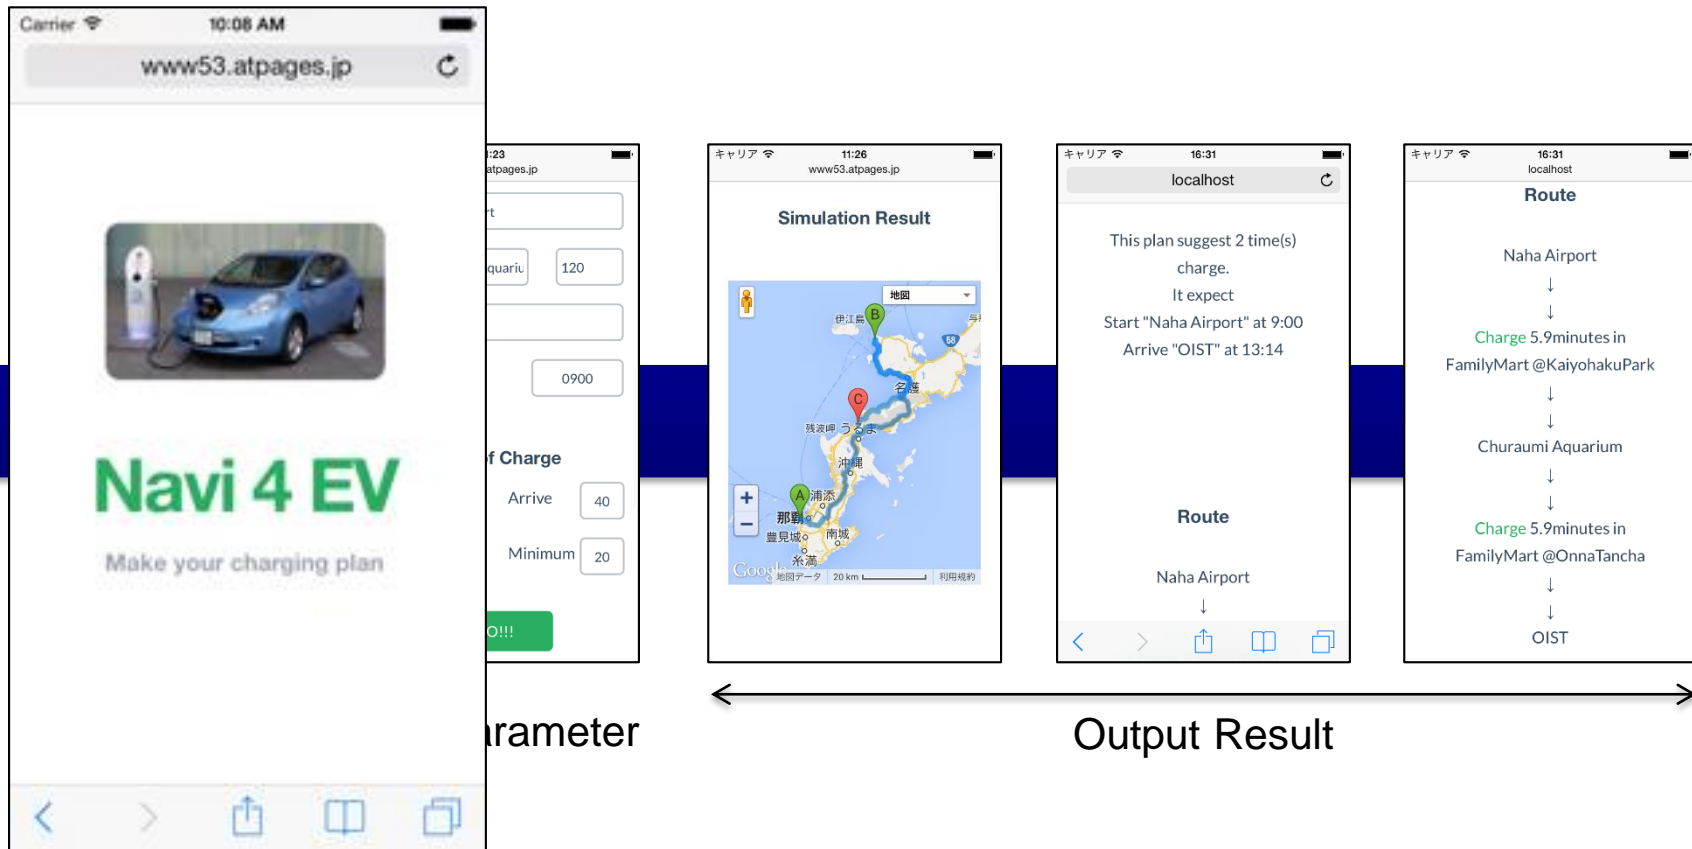 Carrier 10:08 AM
www53.atpages.jp
Navi 4 EV
Make your charging plan
:23
atpages.jp
rt
quariu 120
0900
of Charge
Arrive 40
Minimum 20
O!!!
rameter
キャリア 11:26
www53.atpages.jp
Simulation Result
地図
伊江島
B
58
名護
C
残波岬 うるま
沖縄
A
浦添
那覇
豊見城 南城
糸満
Google 地図データ 20 km 利用規約
キャリア 16:31
localhost
This plan suggest 2 time(s)
charge.
It expect
Start "Naha Airport" at 9:00
Arrive "OIST" at 13:14
Route
Naha Airport
↓
キャリア 16:31
localhost
Route
Naha Airport
↓
↓
Charge 5.9minutes in
FamilyMart @KaiyohakuPark
↓
↓
Churaumi Aquarium
↓
↓
Charge 5.9minutes in
FamilyMart @OnnaTancha
↓
↓
OIST
Output Result